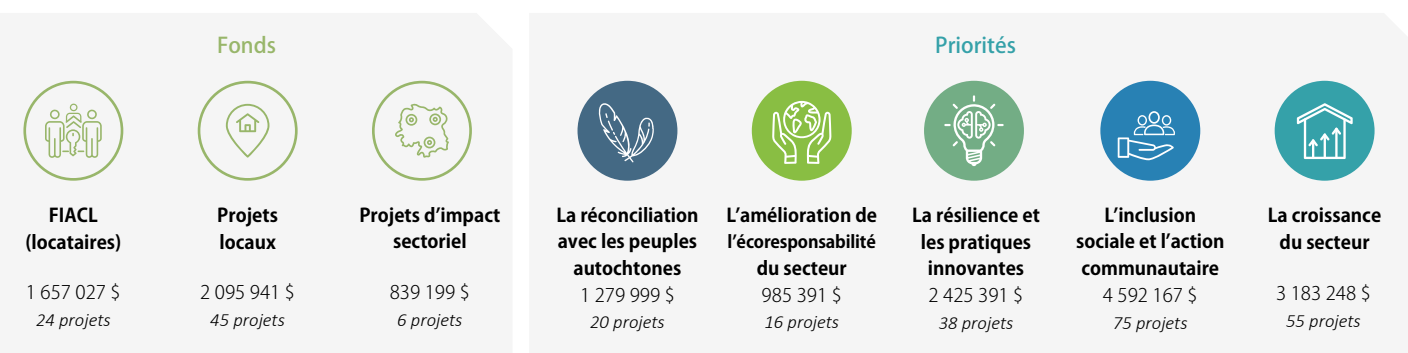 Fonds
FIACL
(locataires)
1 657 027 $
24 projets
Projets
locaux
2 095 941 $
45 projets
Projets d’impact
sectoriel
839 199 $
6 projets
Priorités
La réconciliation
avec les peuples
autochtones
1 279 999 $
20 projets
L’amélioration de
l’écoresponsabilité
du secteur
985 391 $
16 projets
La résilience et
les pratiques
innovantes
2 425 391 $
38 projets
L’inclusion
sociale et l’action
communautaire
4 592 167 $
75 projets
La croissance
du secteur
3 183 248 $
55 projets